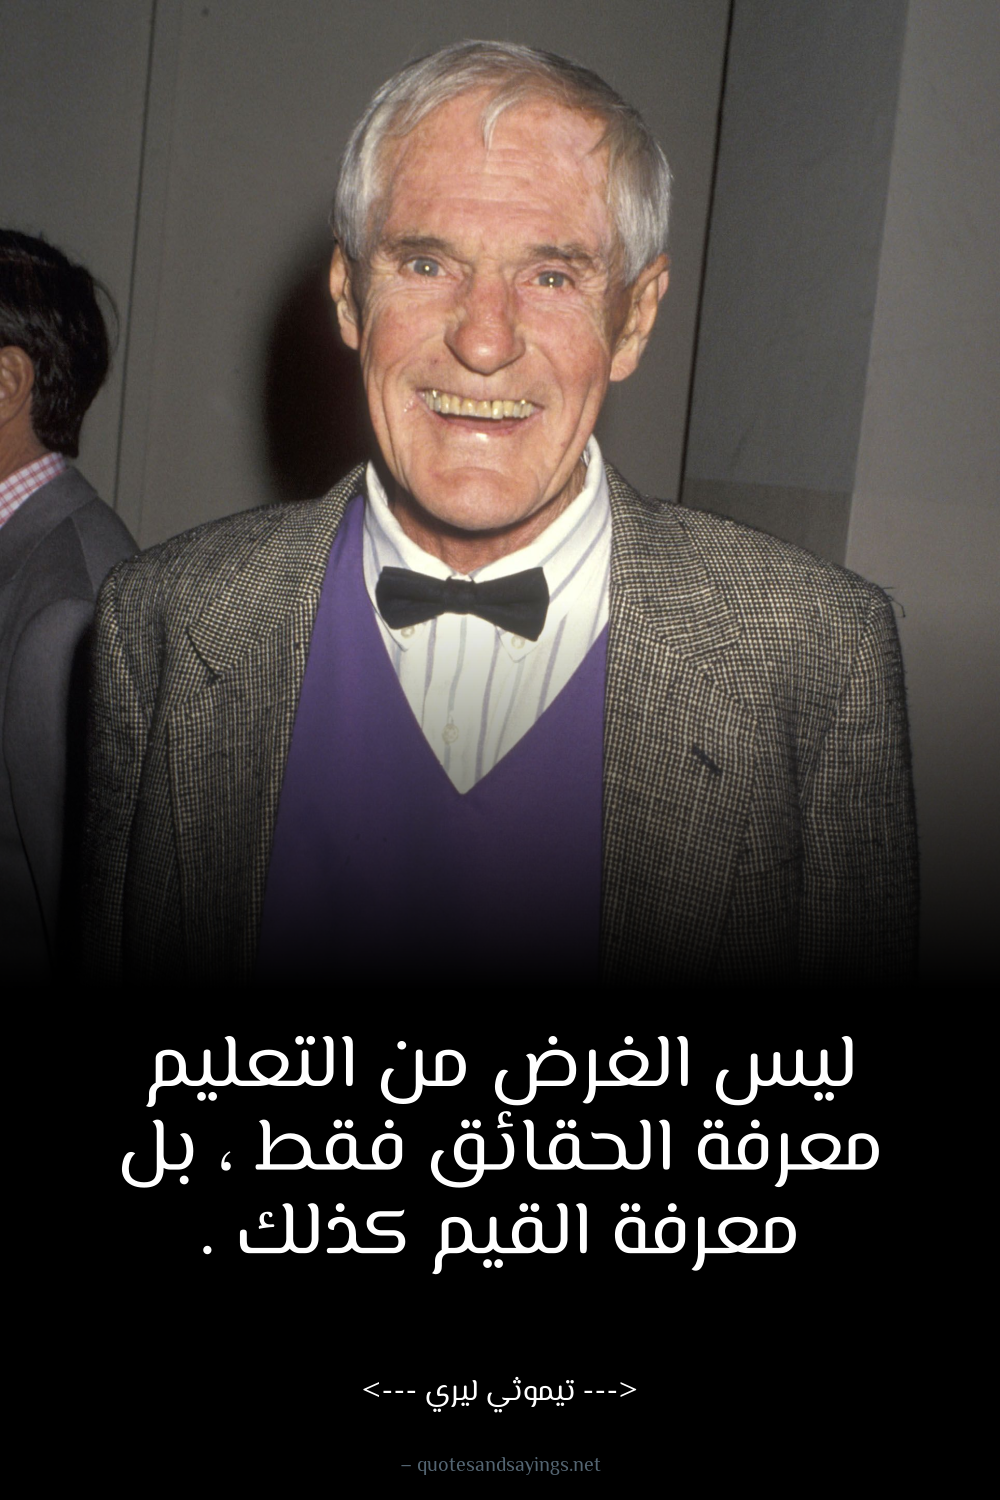 ليس الغرض من التعليم
معرفة الحقائق فقط ، بل
معرفة القيم كذلك .
<--- تيموثي ليري --->
– quotesandsayings.net